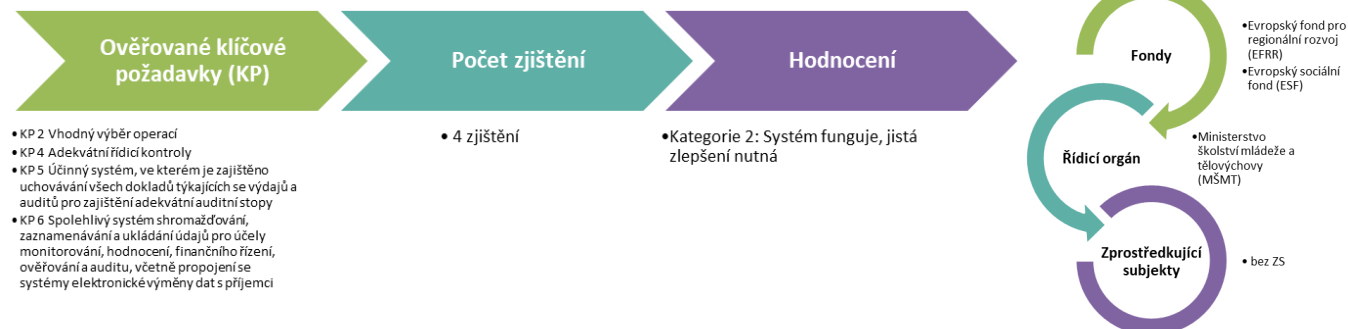 Ověřované klíčové
požadavky (KP)
• KP 2 Vhodný výběr operací
• KP 4 Adekvátní řídicí kontroly
• KP 5 Účinný systém, ve kterém je zajištěno
uchovávání všech dokladů týkajících se výdajů a
auditů pro zajištění adekvátní auditní stopy
• KP 6 Spolehlivý systém shromažďování,
zaznamenávání a ukládání údajů pro účely
monitorování, hodnocení, finančního řízení,
ověřování a auditu, včetně propojení se
systémy elektronické výměny dat s příjemci
Počet zjištění
• 4 zjištění
Hodnocení
• Kategorie 2: Systém funguje, jistá
zlepšení nutná
Fondy
• Evropský fond pro
regionální rozvoj
(EFRR)
• Evropský sociální
fond (ESF)
Řídicí orgán
• Ministerstvo
školství mládeže a
tělovýchovy
(MŠMT)
Zprostředkující
subjekty
• bez ZS